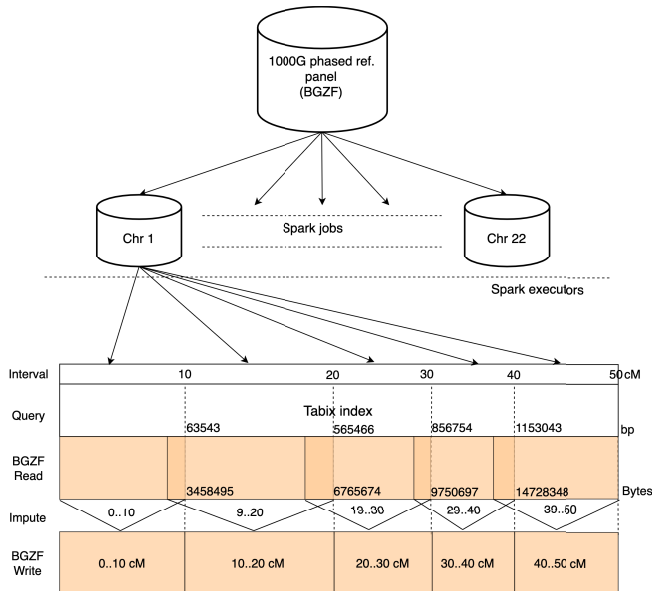 1000G phased ref.
panel
(BGZF)
Chr 1
Spark jobs
Chr 22
Spark executors
Interval
10
20
30
40
50 cM
Query
Tabix index
63543
565466
856754
1153043
bp
BGZF
Read
3458495
6765674
9750697
14728348
Bytes
Impute
0..10
9..20
19..30
29..40
39..50
BGZF
Write
0..10 cM
10..20 cM
20..30 cM
30..40 cM
40..50 cM